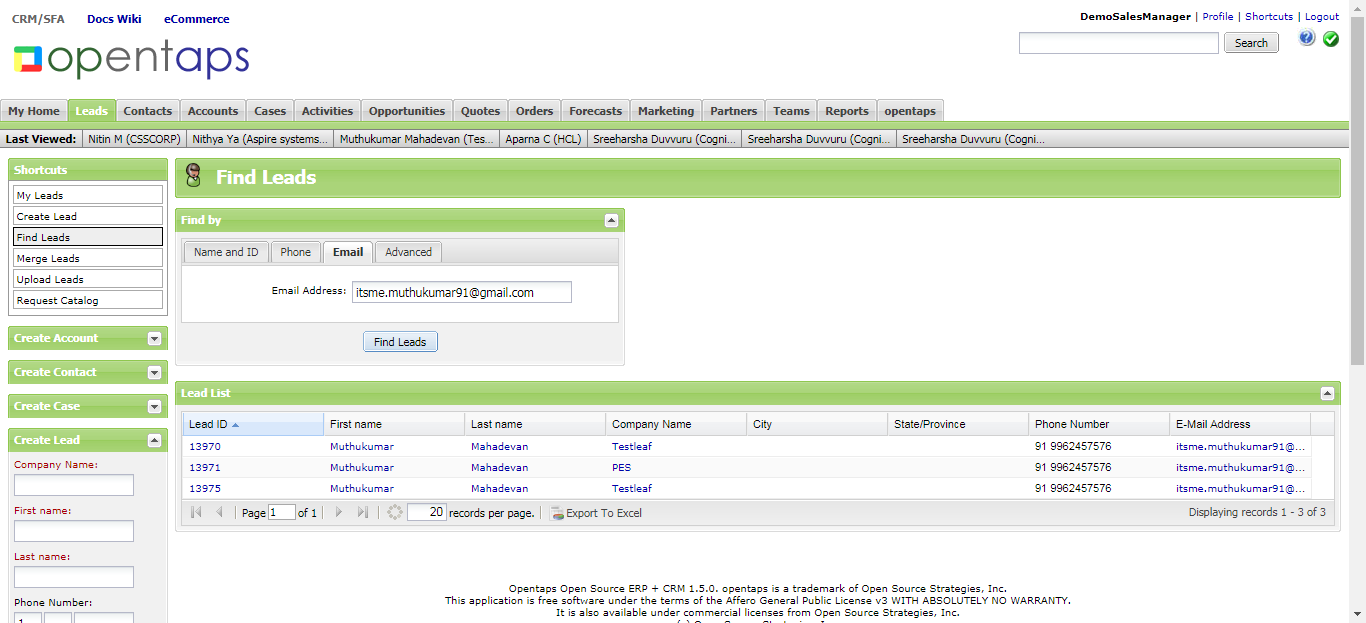 CRM/SFA Docs Wiki eCommerce
DemoSalesManager | Profile | Shortcuts | Logout
opentaps
Search
My Home Leads Contacts Accounts Cases Activities Opportunities Quotes Orders Forecasts Marketing Partners Teams Reports opentaps
Last Viewed: Nitin M (CSSCORP) Nithya Ya (Aspire systems... Muthukumar Mahadevan (Tes... Aparna C (HCL) Sreeharsha Duvvuru (Cogni... Sreeharsha Duvvuru (Cogni... Sreeharsha Duvvuru (Cogni...
Shortcuts
My Leads
Create Lead
Find Leads
Merge Leads
Upload Leads
Request Catalog
Create Account
Create Contact
Create Case
Create Lead
Company Name:
First name:
Last name:
Phone Number:
1
Find Leads
Find by
Name and ID Phone Email Advanced
Email Address: itsme.muthukumar91@gmail.com
Find Leads
Lead List
Lead ID First name Last name Company Name City State/Province Phone Number E-Mail Address
13970 Muthukumar Mahadevan Testleaf 91 9962457576 itsme.muthukumar91@...
13971 Muthukumar Mahadevan PES 91 9962457576 itsme.muthukumar91@...
13975 Muthukumar Mahadevan Testleaf 91 9962457576 itsme.muthukumar91@...
Page 1 of 1 20 records per page. Export To Excel Displaying records 1 - 3 of 3
Opentaps Open Source ERP + CRM 1.5.0. opentaps is a trademark of Open Source Strategies, Inc.
This application is free software under the terms of the Affero General Public License v3 WITH ABSOLUTELY NO WARRANTY.
It is also available under commercial licenses from Open Source Strategies, Inc.